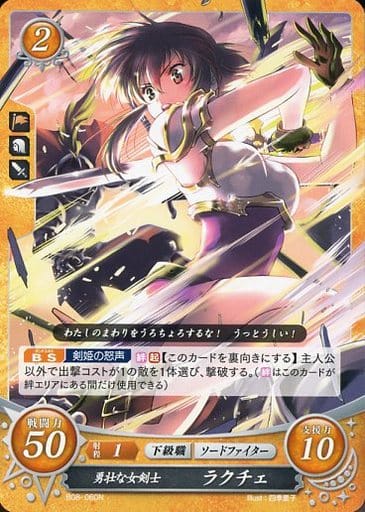 2
わたしのまわりをうろちょろするな！ うっとうしい！
BS 剣姫の怒声 絆 起【このカードを裏向きにする】主人公
以外で出撃コストが1の敵を1体選び、撃破する。（絆はこのカードが
絆エリアにある間だけ使用できる）
戦闘力 50
射程 1
下級職
ソードファイター
支援力 10
勇壮な女剣士 ラクチェ
B08-060N
Illust：四季童子